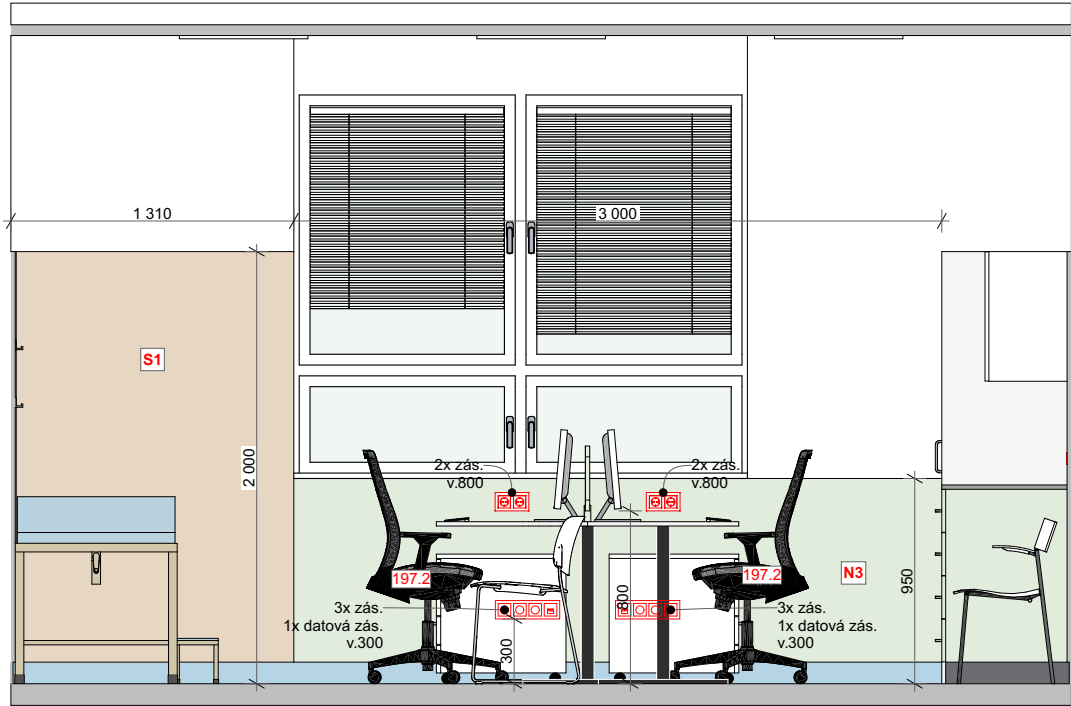 1 310
3 000
S1
2 000
2x zás.
v.800
2x zás.
v.800
197.2
197.2
N3
950
800
3x zás.
1x datová zás.
v.300
3x zás.
1x datová zás.
v.300
300